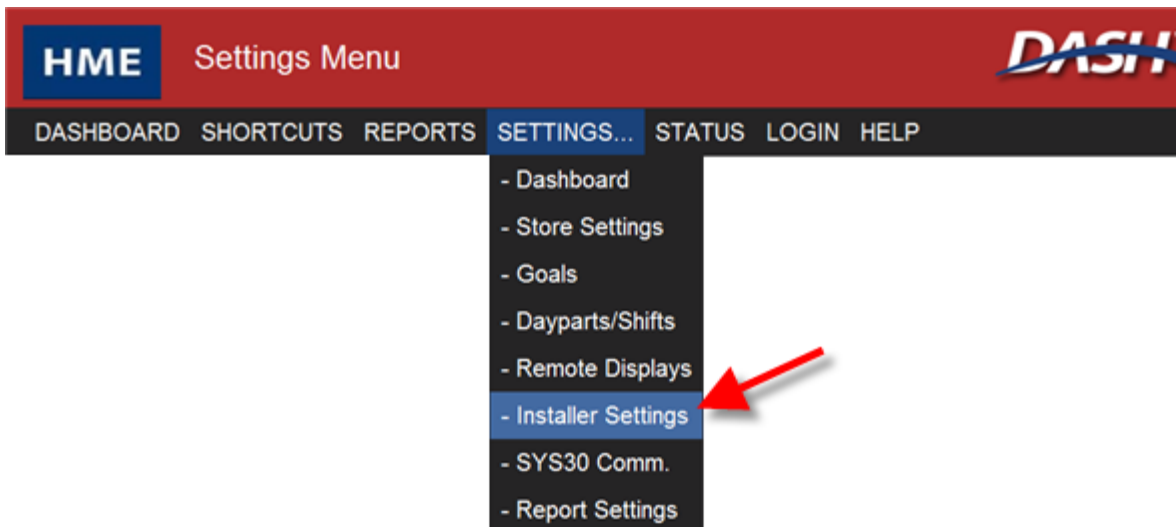 HME Settings Menu DASH
DASHBOARD SHORTCUTS REPORTS SETTINGS... STATUS LOGIN HELP
- Dashboard
- Store Settings
- Goals
- Dayparts/Shifts
- Remote Displays
- Installer Settings
- SYS30 Comm.
- Report Settings